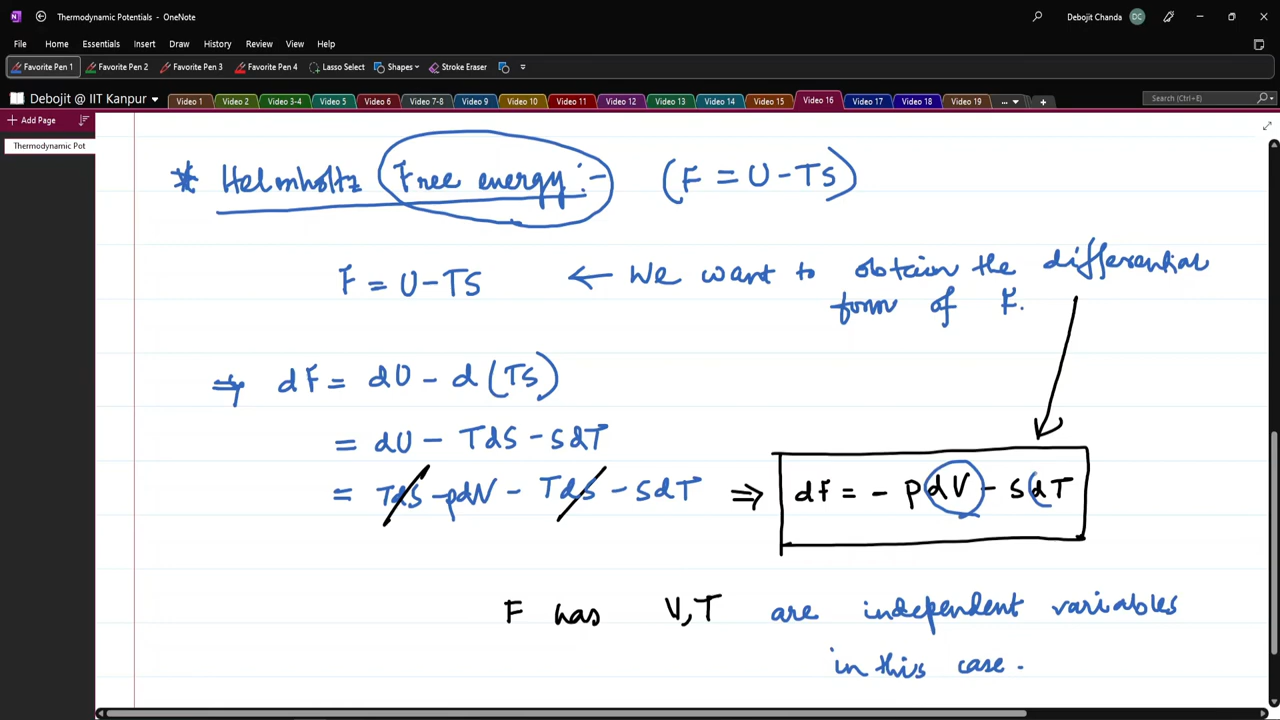 Thermodynamic Potentials - OneNote
Debojit Chanda DC
File Home Essentials Insert Draw History Review View Help
Favorite Pen 1 Favorite Pen 2 Favorite Pen 3 Favorite Pen 4 Lasso Select Shapes Stroke Eraser
Debojit @ IIT Kanpur Video 1 Video 2 Video 3-4 Video 5 Video 6 Video 7-8 Video 9 Video 10 Video 11 Video 12 Video 13 Video 14 Video 15 Video 16 Video 17 Video 18 Video 19 ... Search (Ctrl+E)
Add Page
Thermodynamic Pot
* Helmholtz Free energy :- (F = U - TS)
F = U - TS ← We want to obtain the differential
form of F.
⇒ dF = dU - d (TS)
= dU - TdS - SdT
= TdS - pdV - TdS - SdT ⇒ dF = - pdV - SdT
F has V,T are independent variables
in this case.